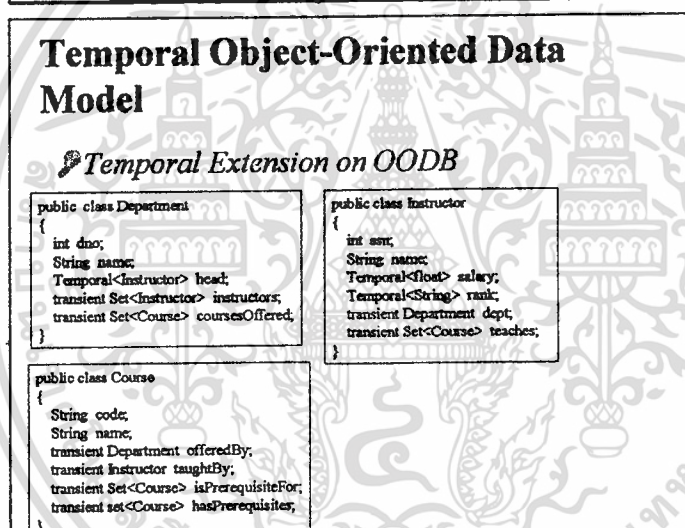 Temporal Object-Oriented Data
Model
Temporal Extension on OODB
public class Department
{
int dno;
String name;
Temporal<Instructor> head;
transient Set<Instructor> instructors;
transient Set<Course> coursesOffered;
}
public class Instructor
{
int ssn;
String name;
Temporal<float> salary;
Temporal<String> rank;
transient Department dept;
transient Set<Course> teaches;
}
public class Course
{
String code;
String name;
transient Department offeredBy;
transient Instructor taughtBy;
transient Set<Course> isPrerequisiteFor;
transient set<Course> hasPrerequisites;
}